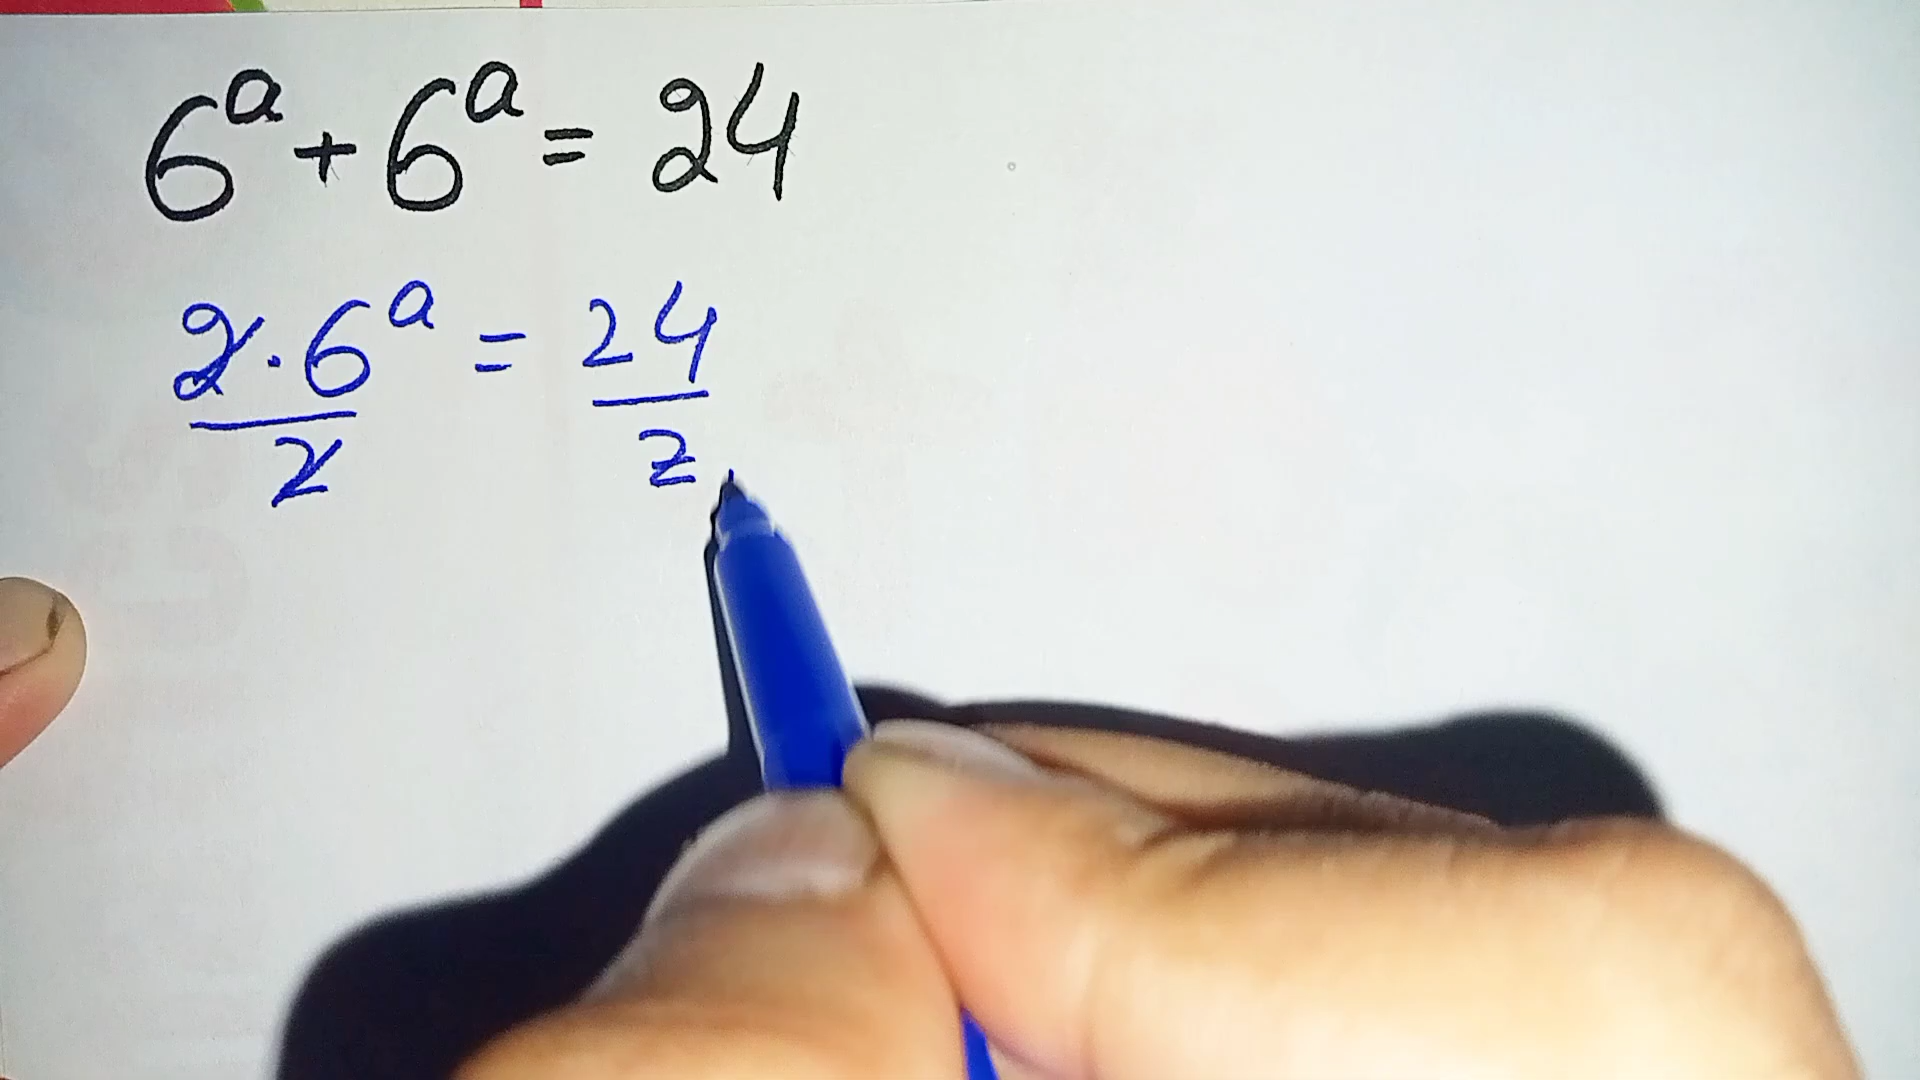 6^a + 6^a = 24
2 · 6^a / 2 = 24 / 2